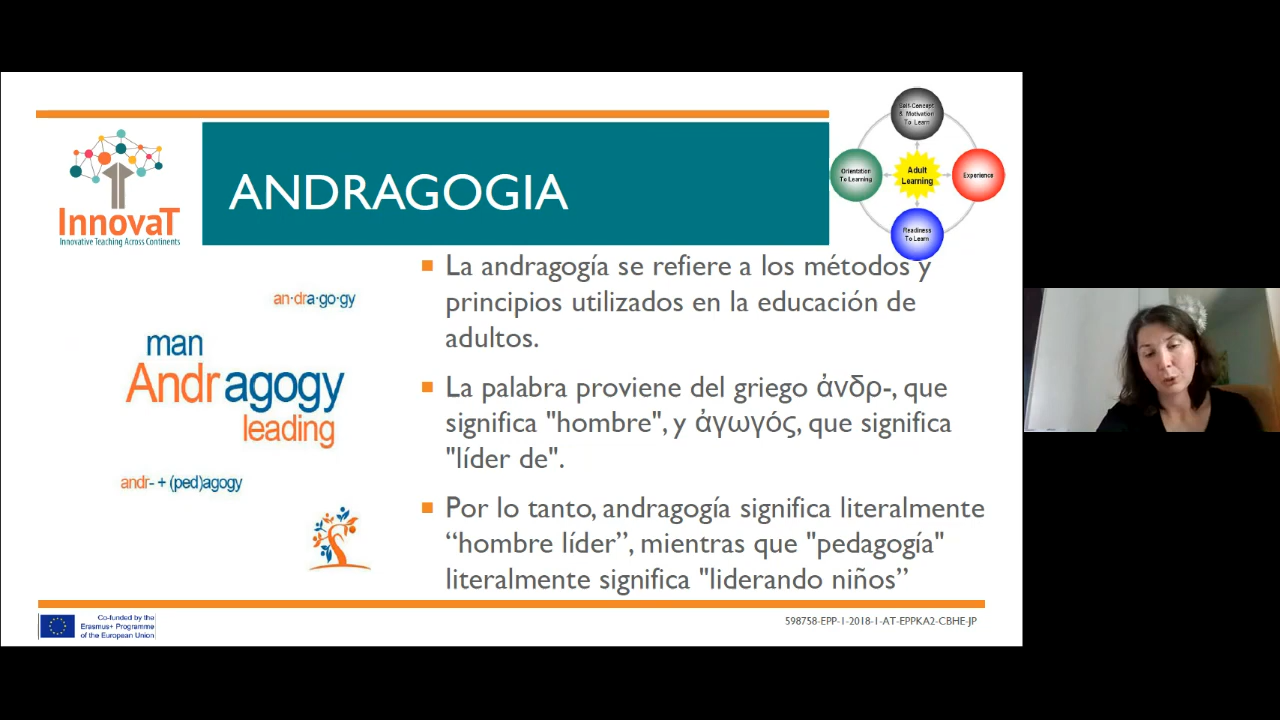 InnovaT
Innovative Teaching Across Continents
ANDRAGOGIA
Self-Concept
& Motivation
To Learn
Orientation
To Learning
Adult
Learning
Experience
Readiness
To Learn
an·dra·go·gy
man
Andragogy
leading
andr- + (ped)agogy
La andragogía se refiere a los métodos y
principios utilizados en la educación de
adultos.
La palabra proviene del griego ἀνδρ-, que
significa "hombre", y ἀγωγός, que significa
"líder de".
Por lo tanto, andragogía significa literalmente
“hombre líder”, mientras que "pedagogía"
literalmente significa "liderando niños”
Co-funded by the
Erasmus+ Programme
of the European Union
598758-EPP-1-2018-1-AT-EPPKA2-CBHE-JP